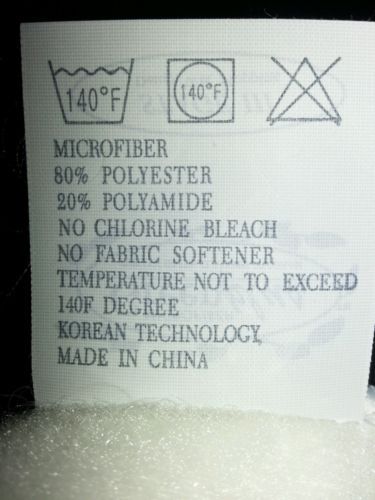 140°F 140°F
MICROFIBER
80% POLYESTER
20% POLYAMIDE
NO CHLORINE BLEACH
NO FABRIC SOFTENER
TEMPERATURE NOT TO EXCEED
140F DEGREE
KOREAN TECHNOLOGY,
MADE IN CHINA